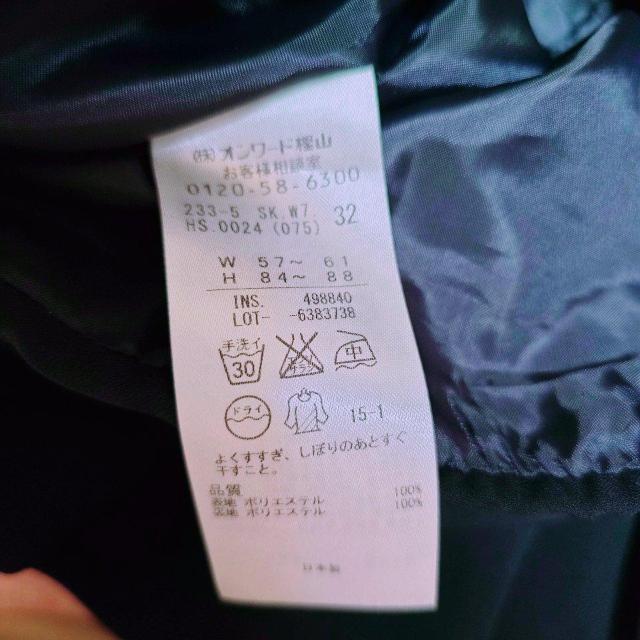 (株)オンワード樫山
お客様相談室
0120-58-6300
233-5 SK.W7. 32
HS.0024 (075)
W 57～ 61
H 84～ 88
INS. 498840
LOT- -6383738
手洗イ
30
中
ドライ
15-1
よくすすぎ、しぼりのあとすぐ
干すこと。
品質
表地 ポリエステル 100%
ポリエステル 100%
日本製